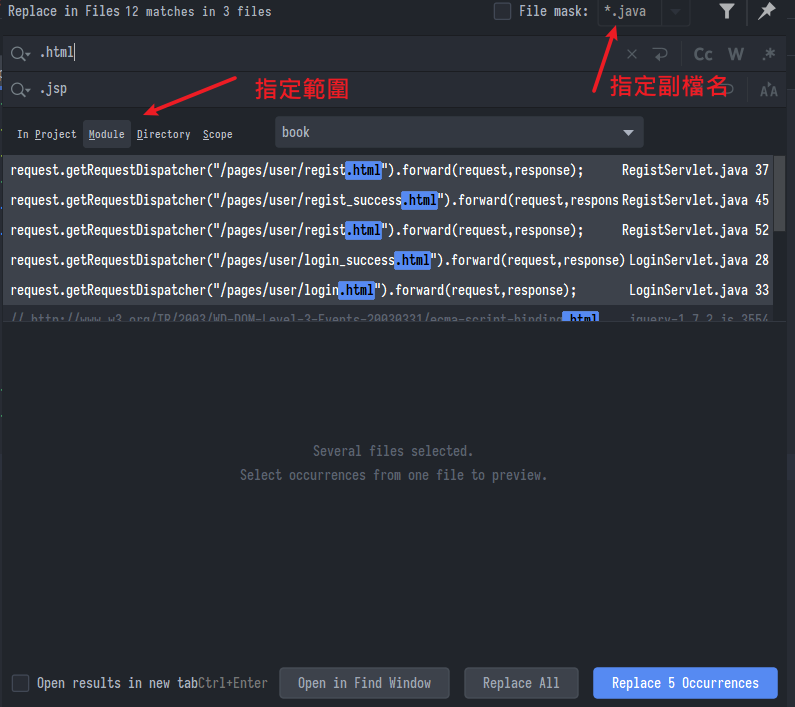 Replace in Files 12 matches in 3 files File mask: *.java
.html
Cc W .*
指定副檔名
.jsp
指定範圍
In Project Module Directory Scope book
request.getRequestDispatcher("/pages/user/regist.html").forward(request,response); RegistServlet.java 37
request.getRequestDispatcher("/pages/user/regist_success.html").forward(request,respons RegistServlet.java 45
request.getRequestDispatcher("/pages/user/regist.html").forward(request,response); RegistServlet.java 52
request.getRequestDispatcher("/pages/user/login_success.html").forward(request,response) LoginServlet.java 28
request.getRequestDispatcher("/pages/user/login.html").forward(request,response); LoginServlet.java 33
// http://www.w3.org/TR/2003/WD-DOM-Level-3-Events-20030331/ecma-script-binding.html jquery-1.7.2.js 3554
Several files selected.
Select occurrences from one file to preview.
Open results in new tab Ctrl+Enter Open in Find Window Replace All Replace 5 Occurrences